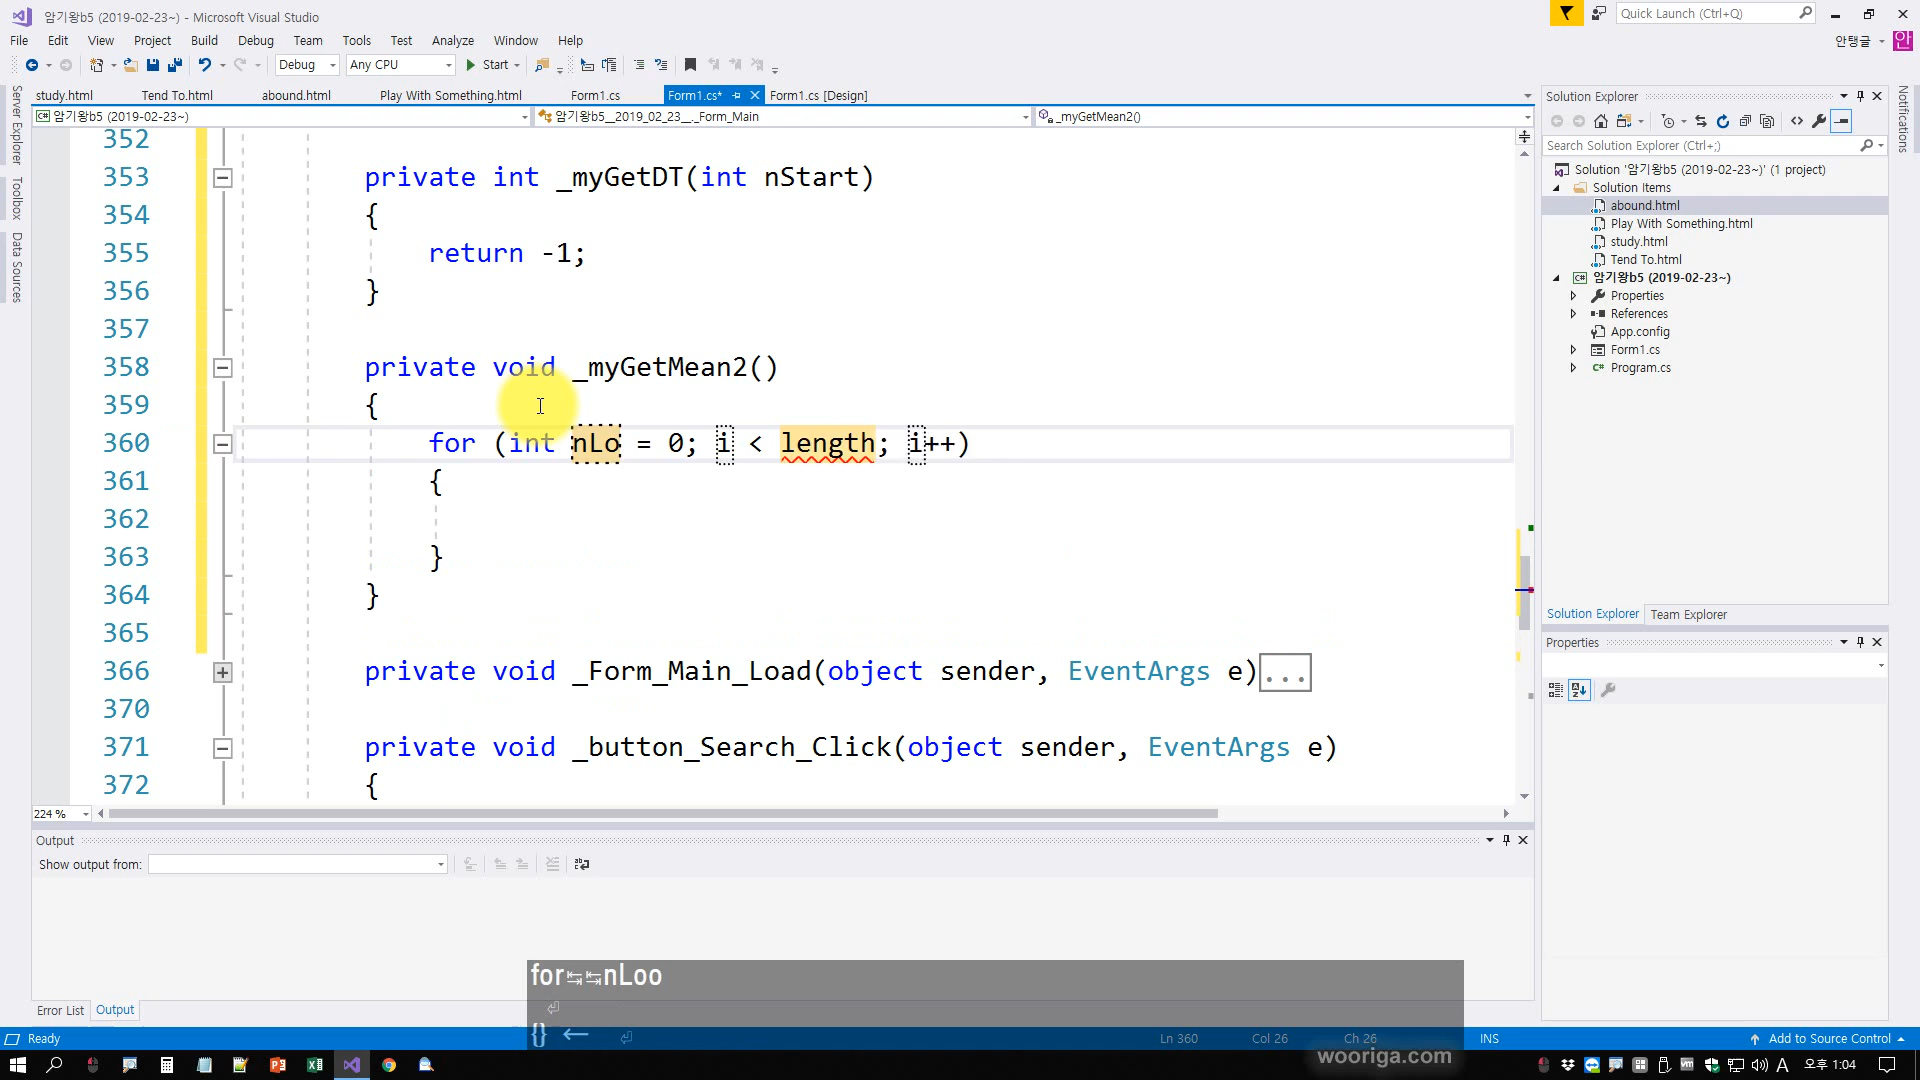 암기왕b5 (2019-02-23~) - Microsoft Visual Studio
Quick Launch (Ctrl+Q)
File Edit View Project Build Debug Team Tools Test Analyze Window Help
안탱글 안
Debug Any CPU Start
study.html Tend To.html abound.html Play With Something.html Form1.cs Form1.cs* Form1.cs [Design]
암기왕b5 (2019-02-23~) 암기왕b5__2019_02_23__._Form_Main _myGetMean2()
Server Explorer
Toolbox
Data Sources
352
353 private int _myGetDT(int nStart)
354 {
355 return -1;
356 }
357
358 private void _myGetMean2()
359 {
360 for (int nLo = 0; i < length; i++)
361 {
362
363 }
364 }
365
366 private void _Form_Main_Load(object sender, EventArgs e)...
370
371 private void _button_Search_Click(object sender, EventArgs e)
372 {
224 %
Output
Show output from:
Error List Output
Solution Explorer
Search Solution Explorer (Ctrl+;)
Solution '암기왕b5 (2019-02-23~)' (1 project)
Solution Items
abound.html
Play With Something.html
study.html
Tend To.html
C# 암기왕b5 (2019-02-23~)
Properties
References
App.config
Form1.cs
C# Program.cs
Solution Explorer Team Explorer
Properties
Notifications
for↹↹nLoo
⏎
{} ← ⏎
Ready Ln 360 Col 26 Ch 26 INS Add to Source Control
wooriga.com
A 오후 1:04